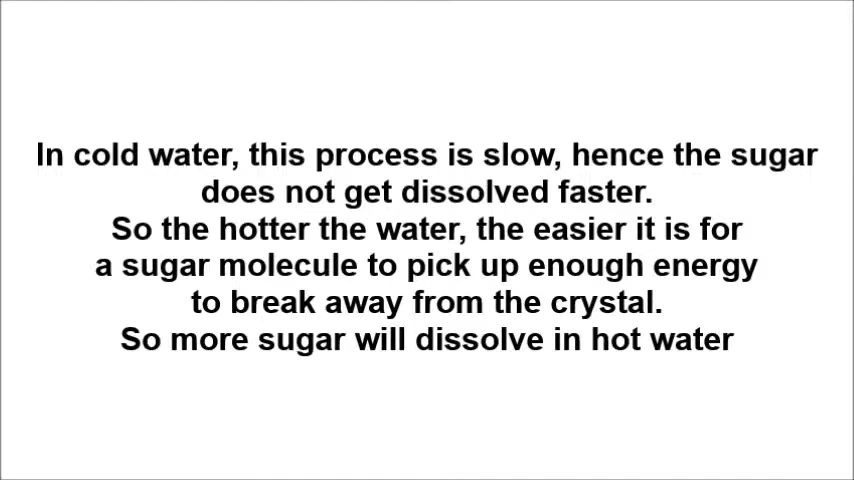 In cold water, this process is slow, hence the sugar
does not get dissolved faster.
So the hotter the water, the easier it is for
a sugar molecule to pick up enough energy
to break away from the crystal.
So more sugar will dissolve in hot water